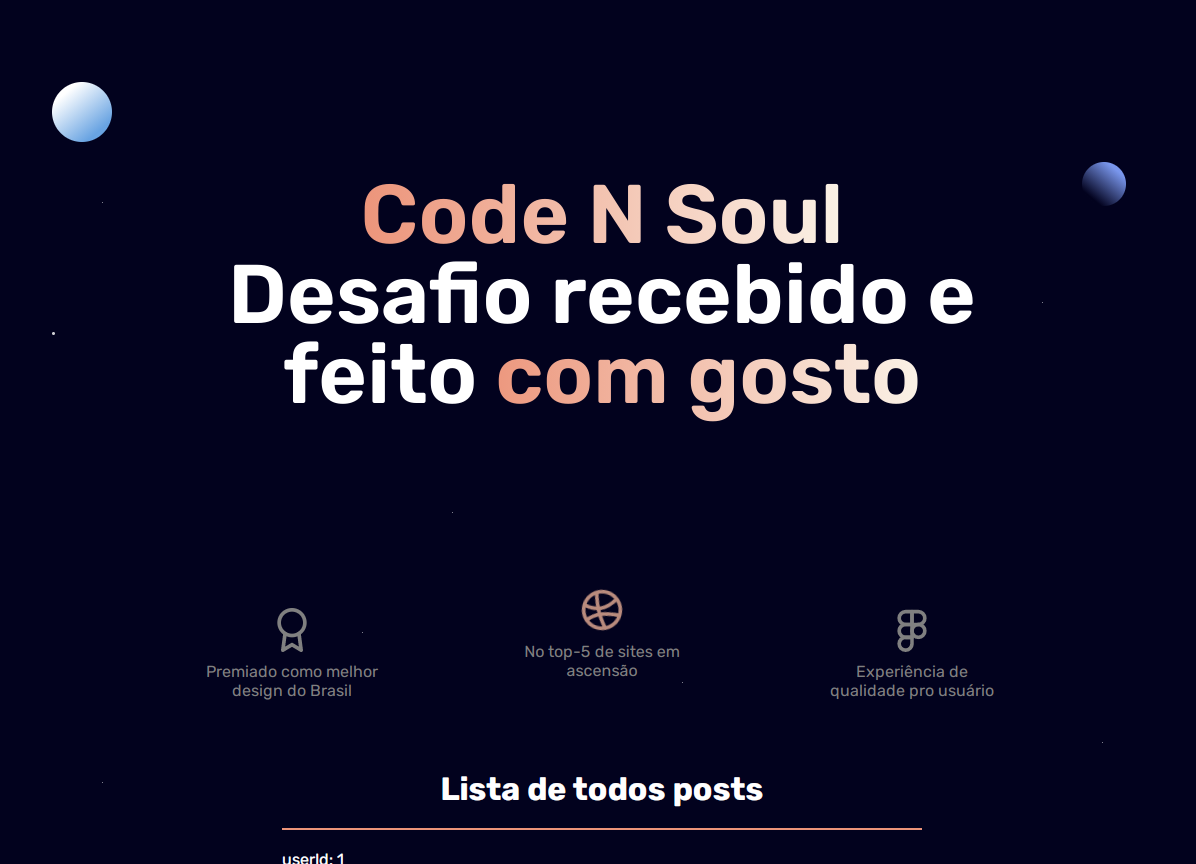 Code N Soul
Desafio recebido e
feito com gosto
Premiado como melhor
design do Brasil
No top-5 de sites em
ascensão
Experiência de
qualidade pro usuário
Lista de todos posts
userId: 1